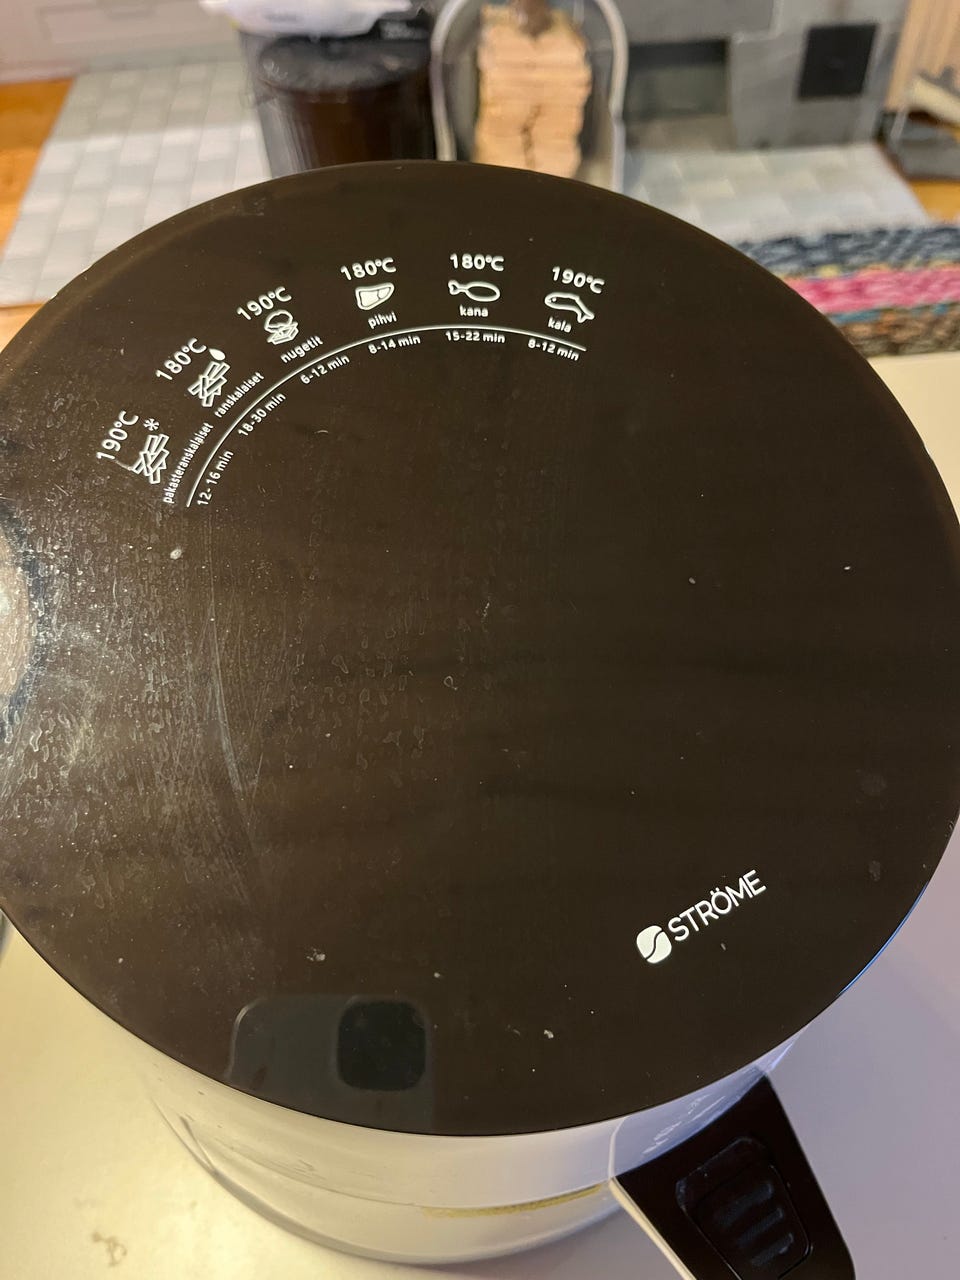 190°C
pakasteranskalaiset
12-16 min
180°C
ranskalaiset
18-30 min
190°C
nugetit
6-12 min
180°C
pihvi
8-14 min
180°C
kana
15-22 min
190°C
kala
8-12 min
STRÖME